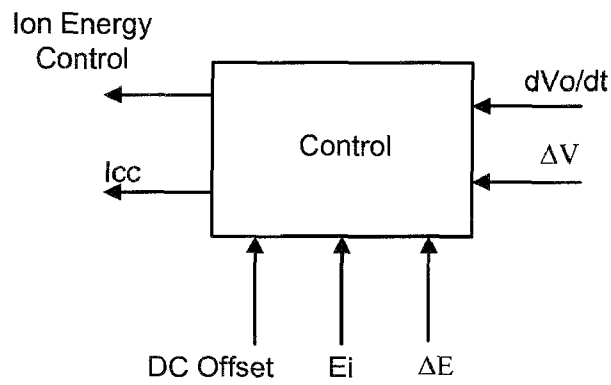 Ion Energy
Control
dVo/dt
Control
ΔV
Icc
DC Offset
Ei
ΔE